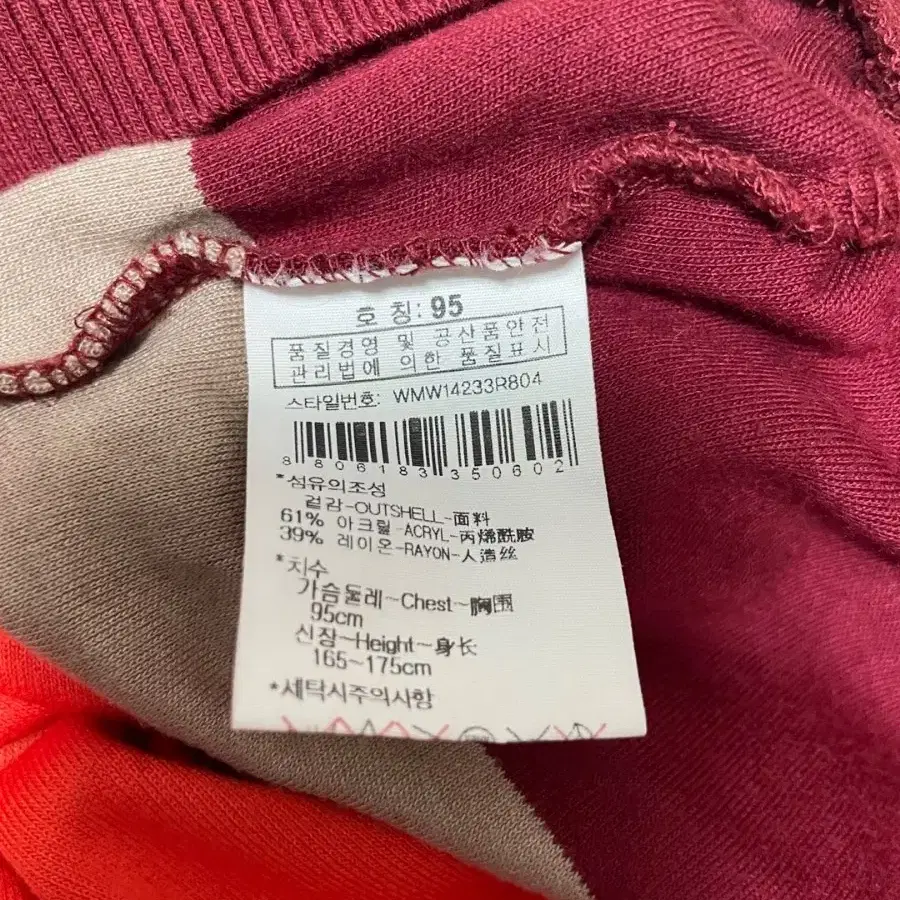 호 칭: 95
품질경영 및 공산품안전
관리법에 의한 품질표시
스타일번호: WMW14233R804
8806183350602
*섬유의조성
겉감-OUTSHELL-面料
61% 아크릴-ACRYL-丙烯酰胺
39% 레이온-RAYON-人造丝
*치수
가슴둘레-Chest-胸围
95cm
신장-Height-身长
165~175cm
*세탁시주의사항